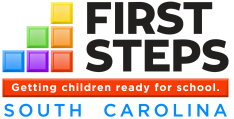 FIRST
STEPS
Getting children ready for school.
SOUTH CAROLINA